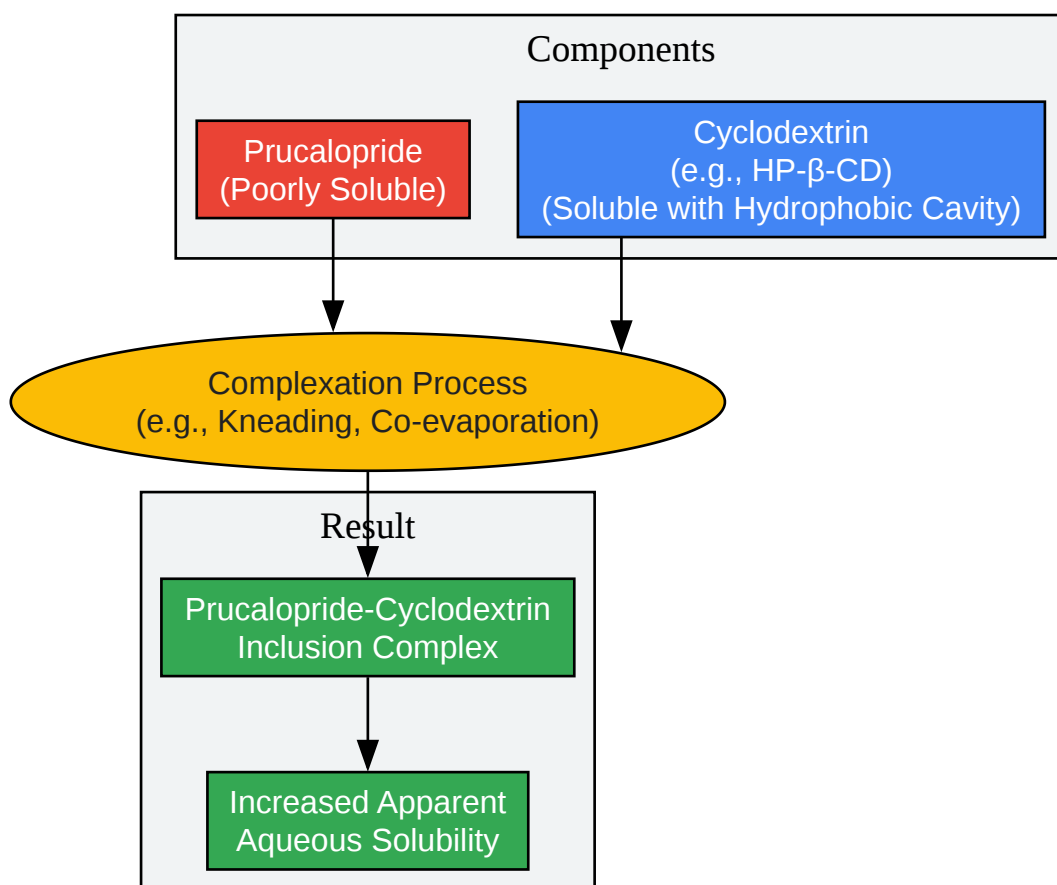 Components
Prucalopride
(Poorly Soluble)
Cyclodextrin
(e.g., HP-β-CD)
(Soluble with Hydrophobic Cavity)
Complexation Process
(e.g., Kneading, Co-evaporation)
Result
Prucalopride-Cyclodextrin
Inclusion Complex
Increased Apparent
Aqueous Solubility